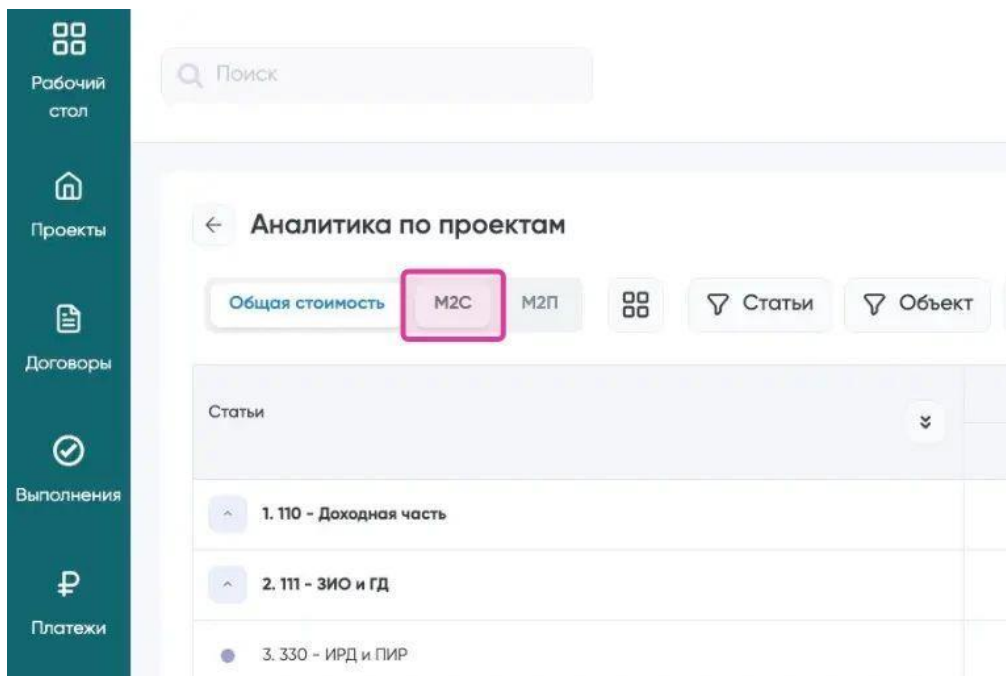 Рабочий
стол
Проекты
Договоры
Выполнения
Платежи
Поиск
Аналитика по проектам
Общая стоимость М2С М2П Статьи Объект
Статьи
1. 110 - Доходная часть
2. 111 - ЗИО и ГД
3. 330 - ИРД и ПИР